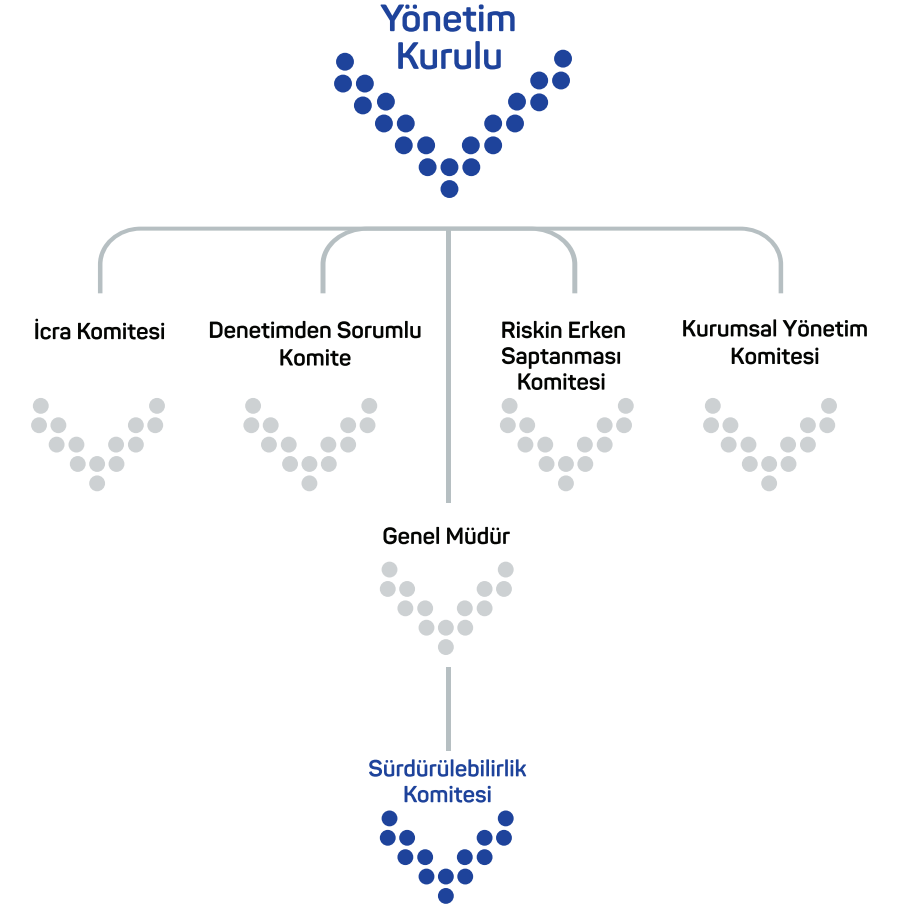 Yönetim
Kurulu
İcra Komitesi
Denetimden Sorumlu
Komite
Riskin Erken
Saptanması
Komitesi
Kurumsal Yönetim
Komitesi
Genel Müdür
Sürdürülebilirlik
Komitesi